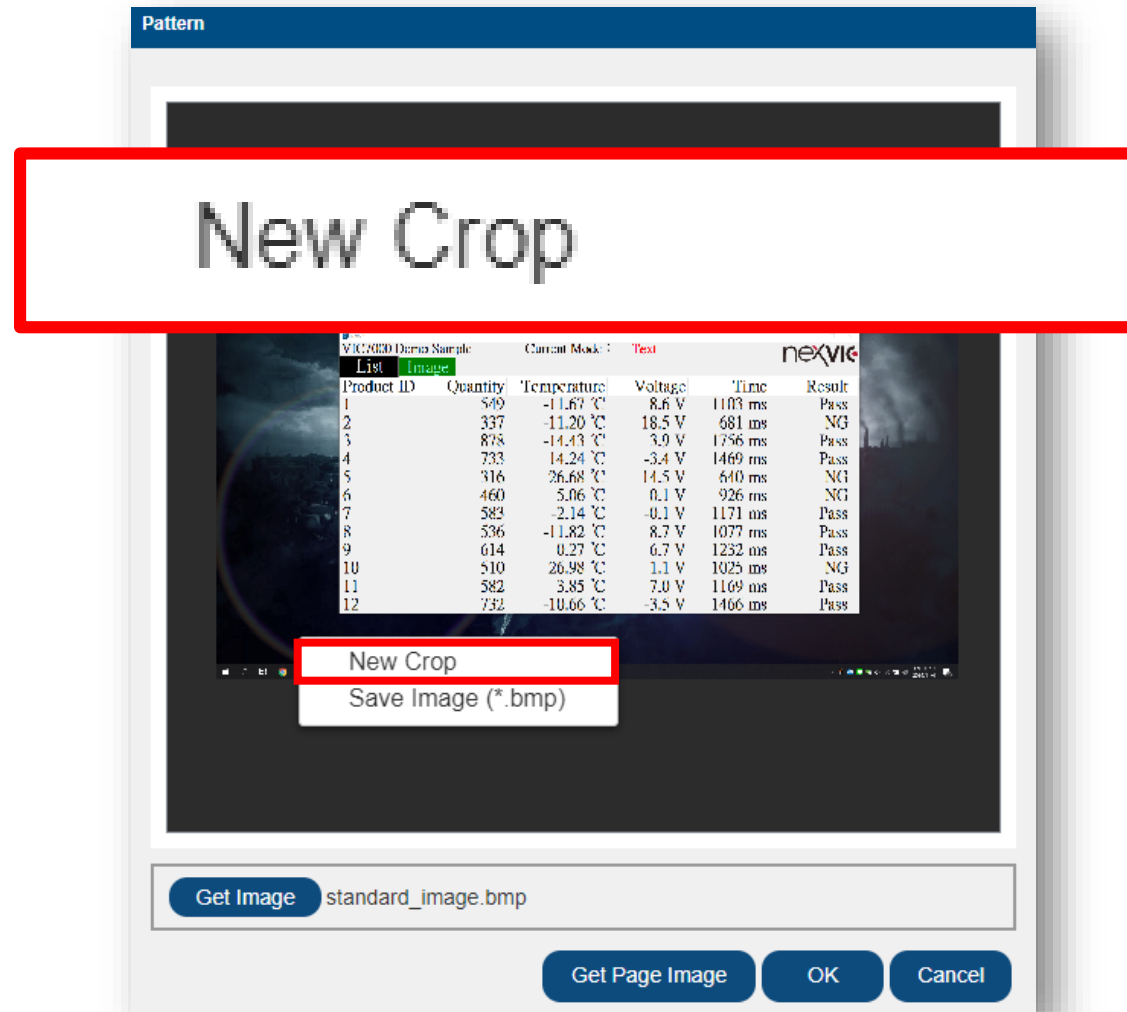 Pattern
New Crop
VIC7000 Demo Sample Current Mode : Text nexvic
List Image
Product ID Quantity Temperature Voltage Time Result
1 549 -11.67 ℃ 8.6 V 1103 ms Pass
2 337 -11.20 ℃ 18.5 V 681 ms NG
3 878 -14.43 ℃ 3.9 V 1756 ms Pass
4 733 14.24 ℃ -3.4 V 1469 ms Pass
5 316 26.68 ℃ 14.5 V 640 ms NG
6 460 5.06 ℃ 0.1 V 926 ms NG
7 583 -2.14 ℃ -0.1 V 1171 ms Pass
8 536 -11.82 ℃ 8.7 V 1077 ms Pass
9 614 0.27 ℃ 6.7 V 1232 ms Pass
10 510 26.98 ℃ 1.1 V 1025 ms NG
11 582 3.85 ℃ 7.0 V 1169 ms Pass
12 732 -10.66 ℃ -3.5 V 1466 ms Pass
New Crop
Save Image (*.bmp)
Get Image standard_image.bmp
Get Page Image OK Cancel